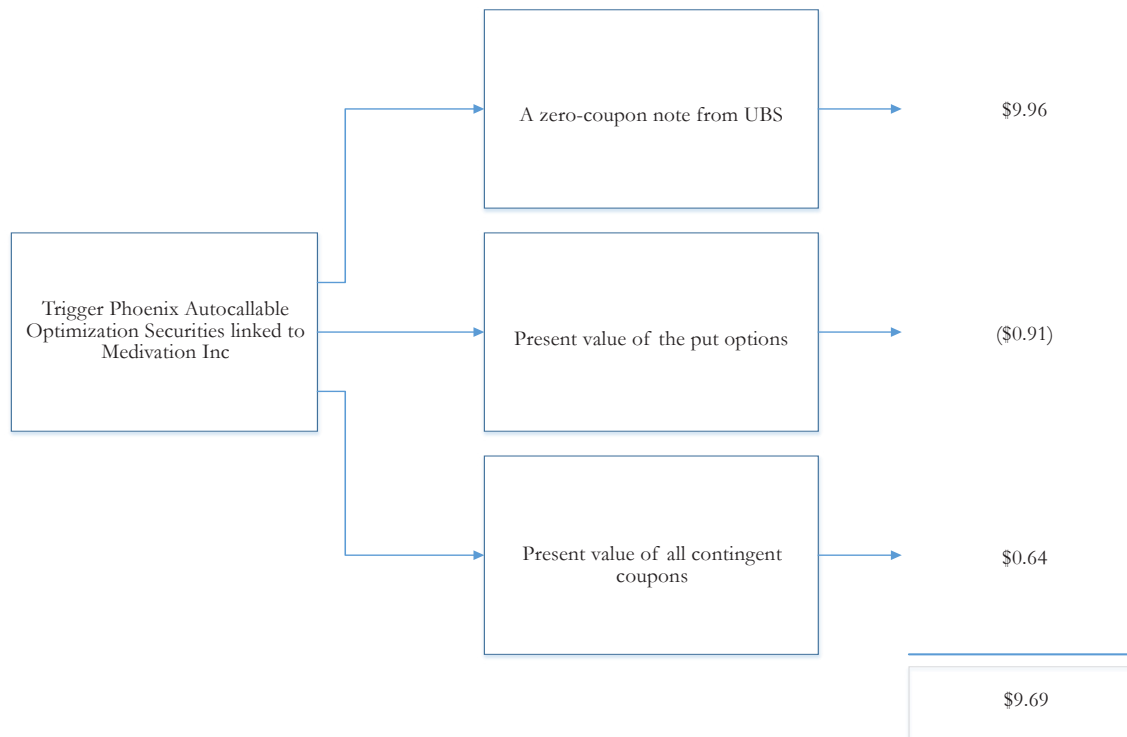 A zero-coupon note from UBS
$9.96
Trigger Phoenix Autocallable
Optimization Securities linked to
Medivation Inc
Present value of the put options
($0.91)
Present value of all contingent
coupons
$0.64
$9.69